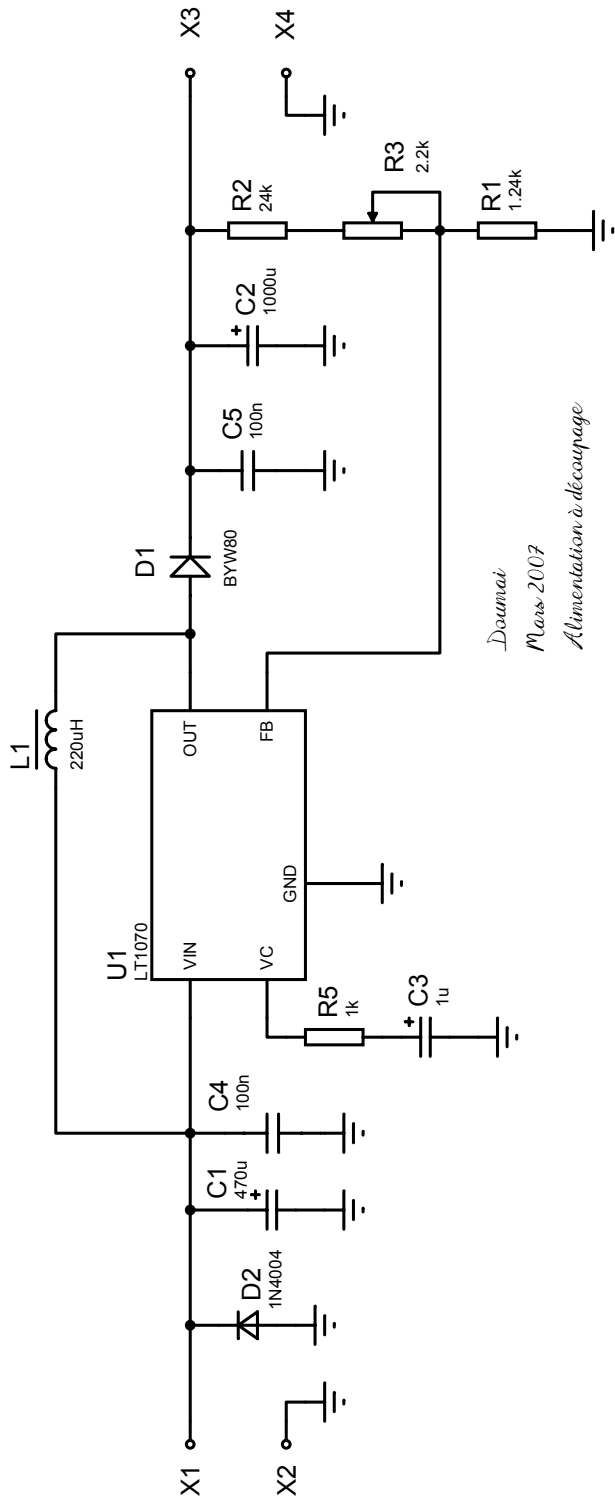 L1
220uH
U1
LT1070
VIN
OUT
VC
FB
GND
D1
BYW80
X1
X2
D2
1N4004
C1
470u
+
C4
100n
R5
1k
C3
1u
+
C5
100n
C2
1000u
+
R2
24k
R3
2.2k
R1
1.24k
X3
X4
Doumai
Mars 2007
Alimentation à découpage